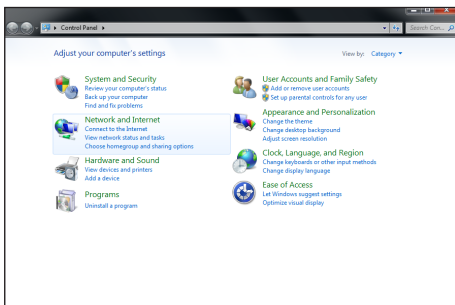 Control Panel
Search Con...
Adjust your computer's settings
View by: Category
System and Security
Review your computer's status
Back up your computer
Find and fix problems
Network and Internet
Connect to the Internet
View network status and tasks
Choose homegroup and sharing options
Hardware and Sound
View devices and printers
Add a device
Programs
Uninstall a program
User Accounts and Family Safety
Add or remove user accounts
Set up parental controls for any user
Appearance and Personalization
Change the theme
Change desktop background
Adjust screen resolution
Clock, Language, and Region
Change keyboards or other input methods
Change display language
Ease of Access
Let Windows suggest settings
Optimize visual display